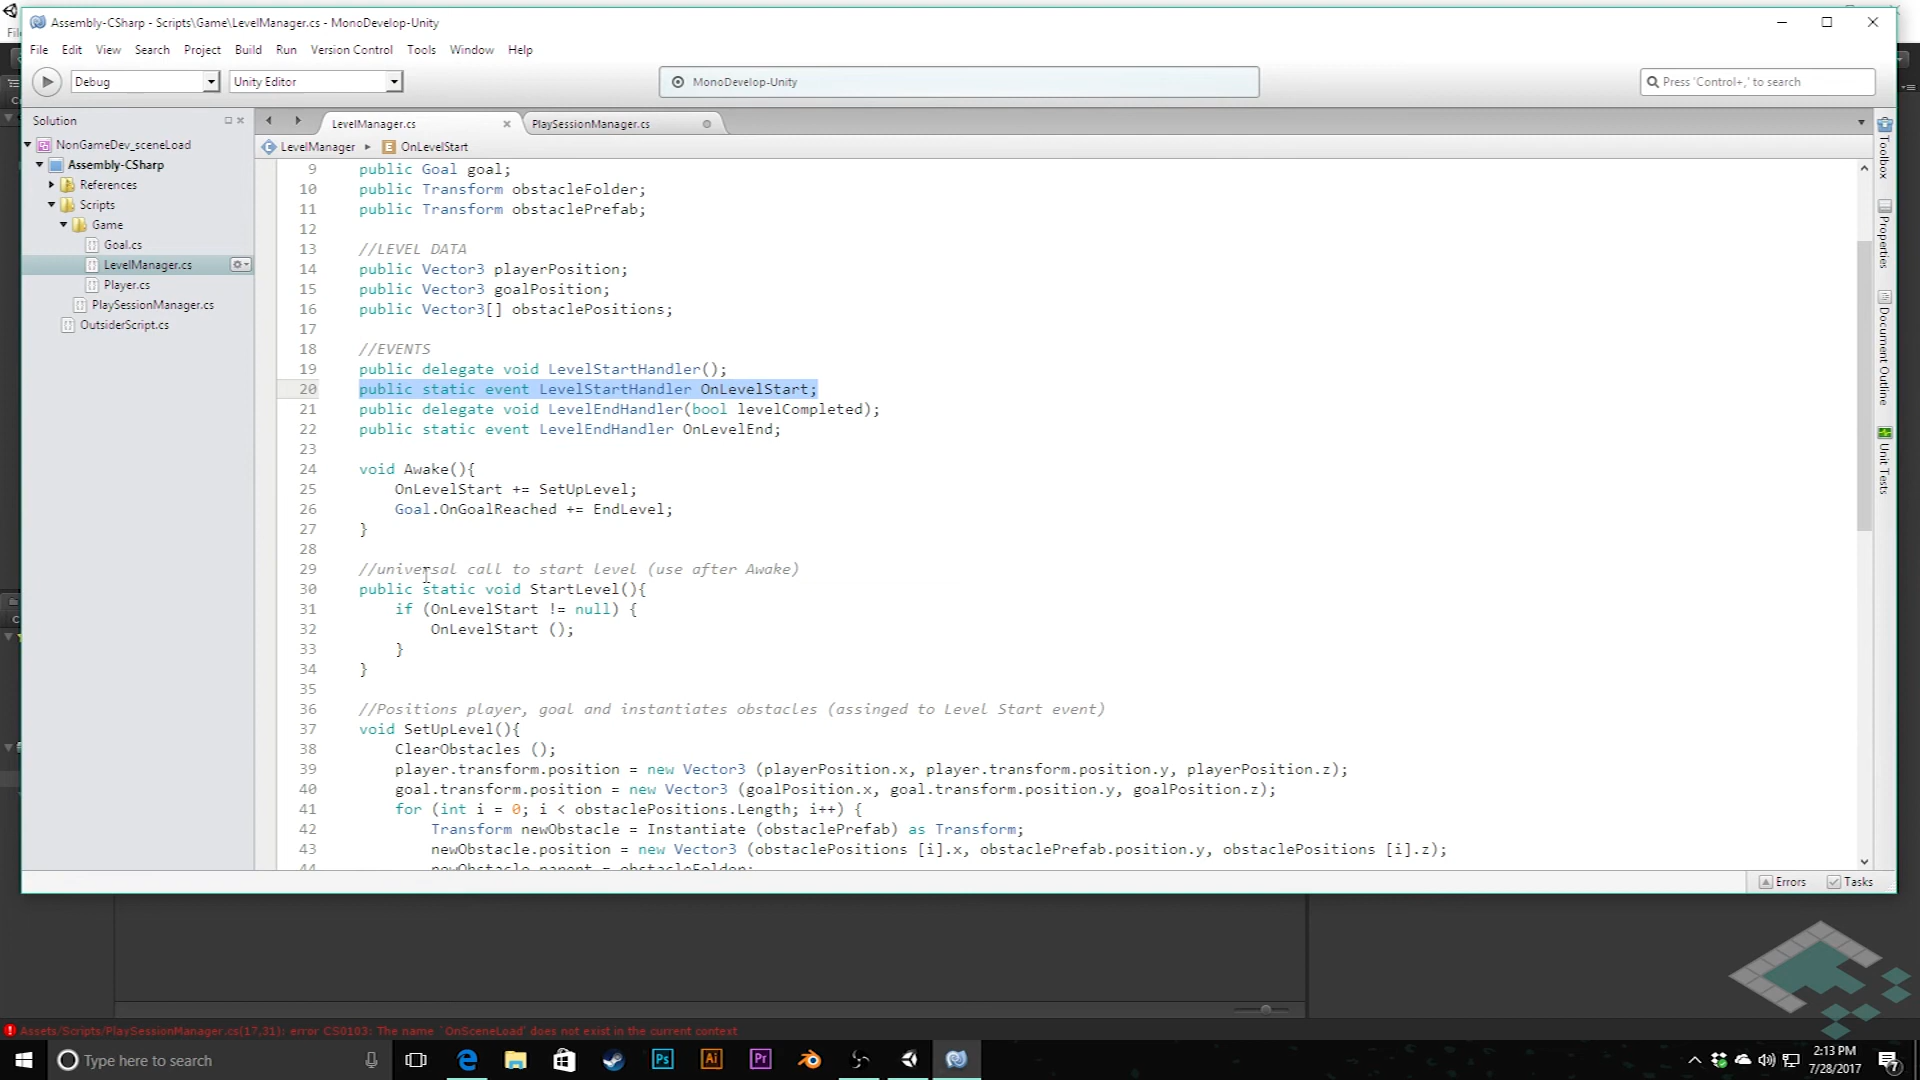 Assembly-CSharp - Scripts\Game\LevelManager.cs - MonoDevelop-Unity
File Edit View Search Project Build Run Version Control Tools Window Help
Debug Unity Editor MonoDevelop-Unity Press 'Control+,' to search
Solution
LevelManager.cs PlaySessionManager.cs
LevelManager OnLevelStart
NonGameDev_sceneLoad
Assembly-CSharp
References
Scripts
Game
Goal.cs
LevelManager.cs
Player.cs
PlaySessionManager.cs
OutsiderScript.cs
9 public Goal goal;
10 public Transform obstacleFolder;
11 public Transform obstaclePrefab;
12
13 //LEVEL DATA
14 public Vector3 playerPosition;
15 public Vector3 goalPosition;
16 public Vector3[] obstaclePositions;
17
18 //EVENTS
19 public delegate void LevelStartHandler();
20 public static event LevelStartHandler OnLevelStart;
21 public delegate void LevelEndHandler(bool levelCompleted);
22 public static event LevelEndHandler OnLevelEnd;
23
24 void Awake(){
25 OnLevelStart += SetUpLevel;
26 Goal.OnGoalReached += EndLevel;
27 }
28
29 //universal call to start level (use after Awake)
30 public static void StartLevel(){
31 if (OnLevelStart != null) {
32 OnLevelStart ();
33 }
34 }
35
36 //Positions player, goal and instantiates obstacles (assinged to Level Start event)
37 void SetUpLevel(){
38 ClearObstacles ();
39 player.transform.position = new Vector3 (playerPosition.x, player.transform.position.y, playerPosition.z);
40 goal.transform.position = new Vector3 (goalPosition.x, goal.transform.position.y, goalPosition.z);
41 for (int i = 0; i < obstaclePositions.Length; i++) {
42 Transform newObstacle = Instantiate (obstaclePrefab) as Transform;
43 newObstacle.position = new Vector3 (obstaclePositions [i].x, obstaclePrefab.position.y, obstaclePositions [i].z);
44 newObstacle.parent = obstacleFolder;
Toolbox
Properties
Document Outline
Unit Tests
Errors Tasks
Assets/Scripts/PlaySessionManager.cs(17,31): error CS0103: The name `OnSceneLoad' does not exist in the current context
Type here to search
Ps Ai Pr
2:13 PM
7/28/2017
7